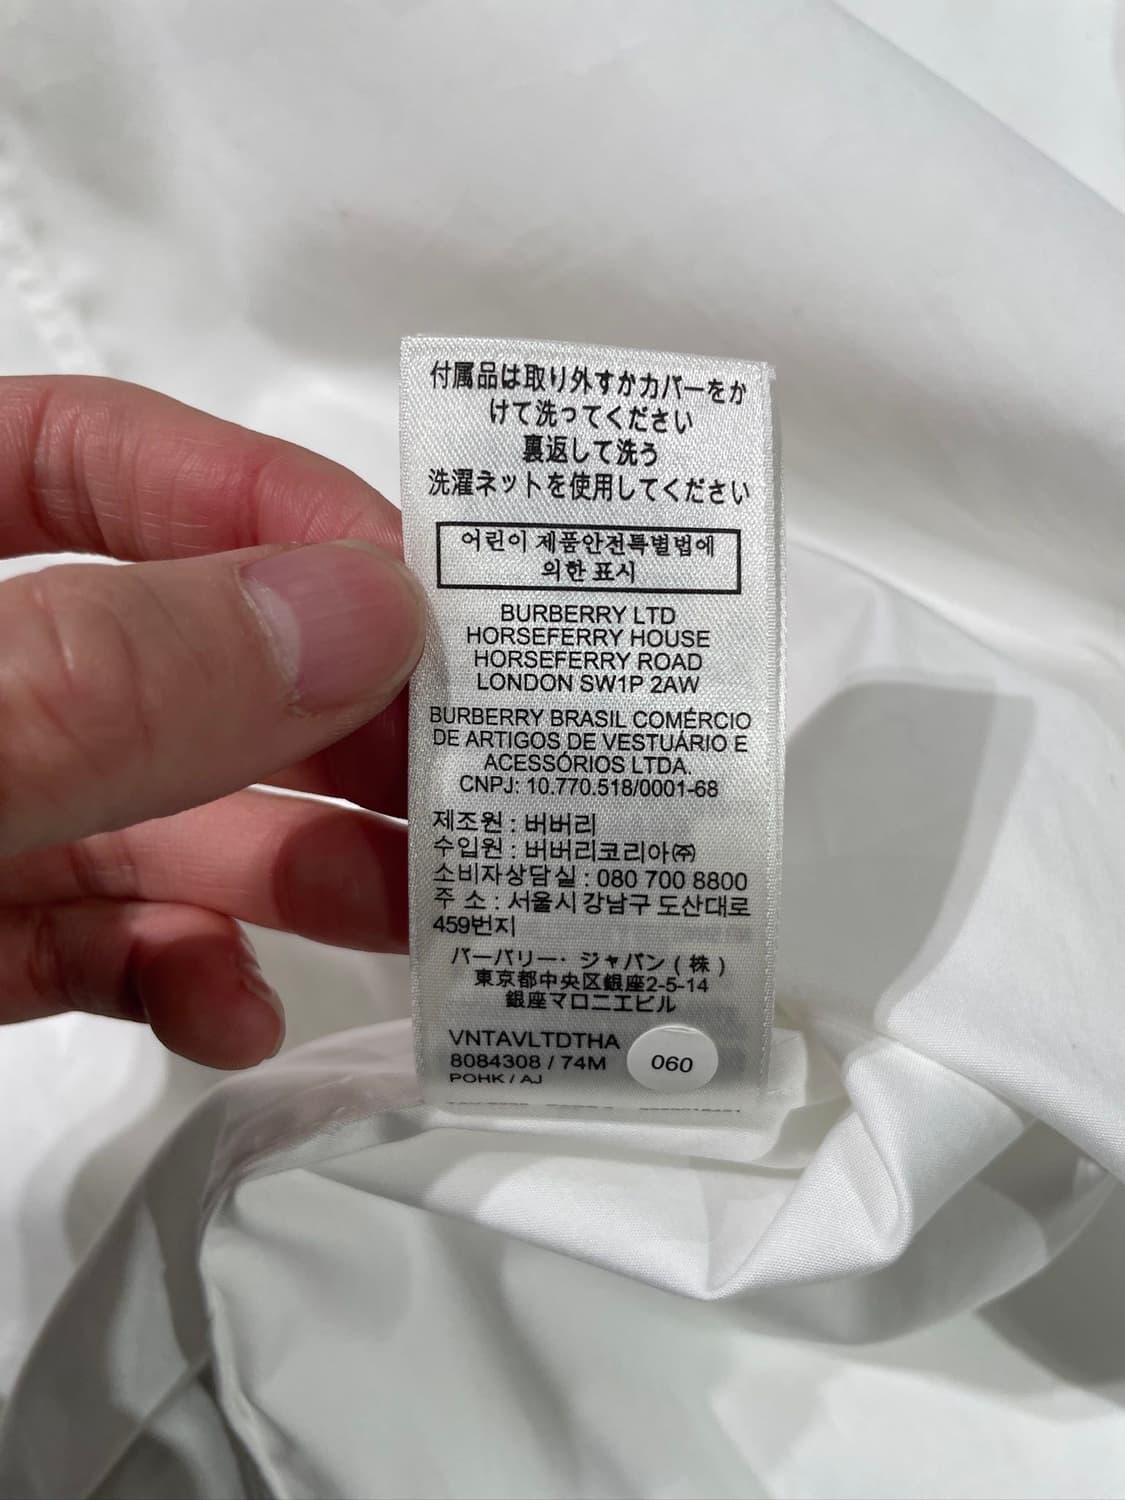 付属品は取り外すかカバーをか
けて洗ってください
裏返して洗う
洗濯ネットを使用してください
어린이 제품안전특별법에
의한 표시
BURBERRY LTD
HORSEFERRY HOUSE
HORSEFERRY ROAD
LONDON SW1P 2AW
BURBERRY BRASIL COMÉRCIO
DE ARTIGOS DE VESTUÁRIO E
ACESSÓRIOS LTDA.
CNPJ: 10.770.518/0001-68
제조원 : 버버리
수입원 : 버버리코리아㈜
소비자상담실 : 080 700 8800
주 소 : 서울시 강남구 도산대로
459번지
バーバリー・ジャパン(株)
東京都中央区銀座2-5-14
銀座マロニエビル
VNTAVLTDTHA
8084308 / 74M
POHK / AJ
060